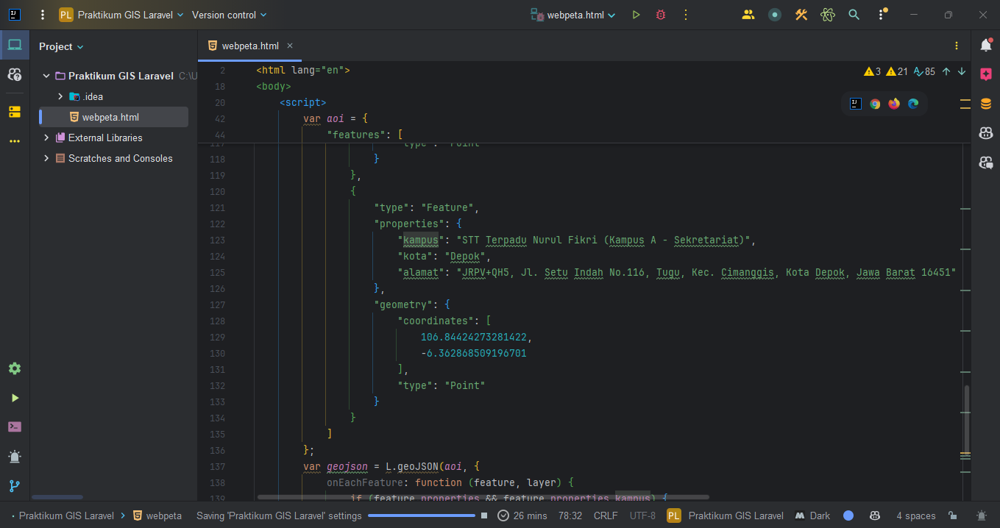 PL Praktikum GIS Laravel Version control webpeta.html
Project
webpeta.html
Praktikum GIS Laravel C:\U
.idea
webpeta.html
External Libraries
Scratches and Consoles
3 21 85
2 <html lang="en">
18 <body>
20 <script>
42 var aoi = {
44 "features": [
117 "type": "Point"
118 }
119 },
120 {
121 "type": "Feature",
122 "properties": {
123 "kampus": "STT Terpadu Nurul Fikri (Kampus A - Sekretariat)",
124 "kota": "Depok",
125 "alamat": "JRPV+QH5, Jl. Setu Indah No.116, Tugu, Kec. Cimanggis, Kota Depok, Jawa Barat 16451"
126 },
127 "geometry": {
128 "coordinates": [
129 106.84424273281422,
130 -6.362868509196701
131 ],
132 "type": "Point"
133 }
134 }
135 ]
136 };
137 var geojson = L.geoJSON(aoi, {
138 onEachFeature: function (feature, layer) {
139 if (feature.properties && feature.properties.kampus) {
Praktikum GIS Laravel webpeta Saving 'Praktikum GIS Laravel' settings 26 mins 78:32 CRLF UTF-8 PL Praktikum GIS Laravel Dark 4 spaces